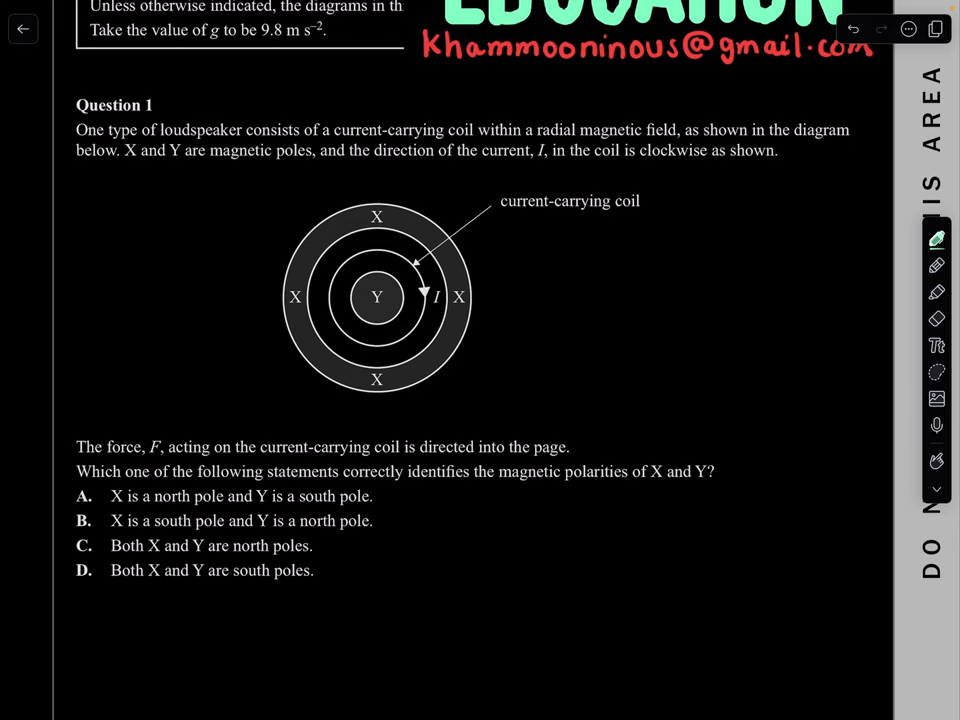 Unless otherwise indicated, the diagrams in
Take the value of g to be 9.8 m s⁻².
EDUCATION
khammooninous@gmail.com
Question 1
One type of loudspeaker consists of a current-carrying coil within a radial magnetic field, as shown in the diagram
below. X and Y are magnetic poles, and the direction of the current, I, in the coil is clockwise as shown.
current-carrying coil
X
X Y I X
X
The force, F, acting on the current-carrying coil is directed into the page.
Which one of the following statements correctly identifies the magnetic polarities of X and Y?
A. X is a north pole and Y is a south pole.
B. X is a south pole and Y is a north pole.
C. Both X and Y are north poles.
D. Both X and Y are south poles.
Tt
DO N
IS AREA